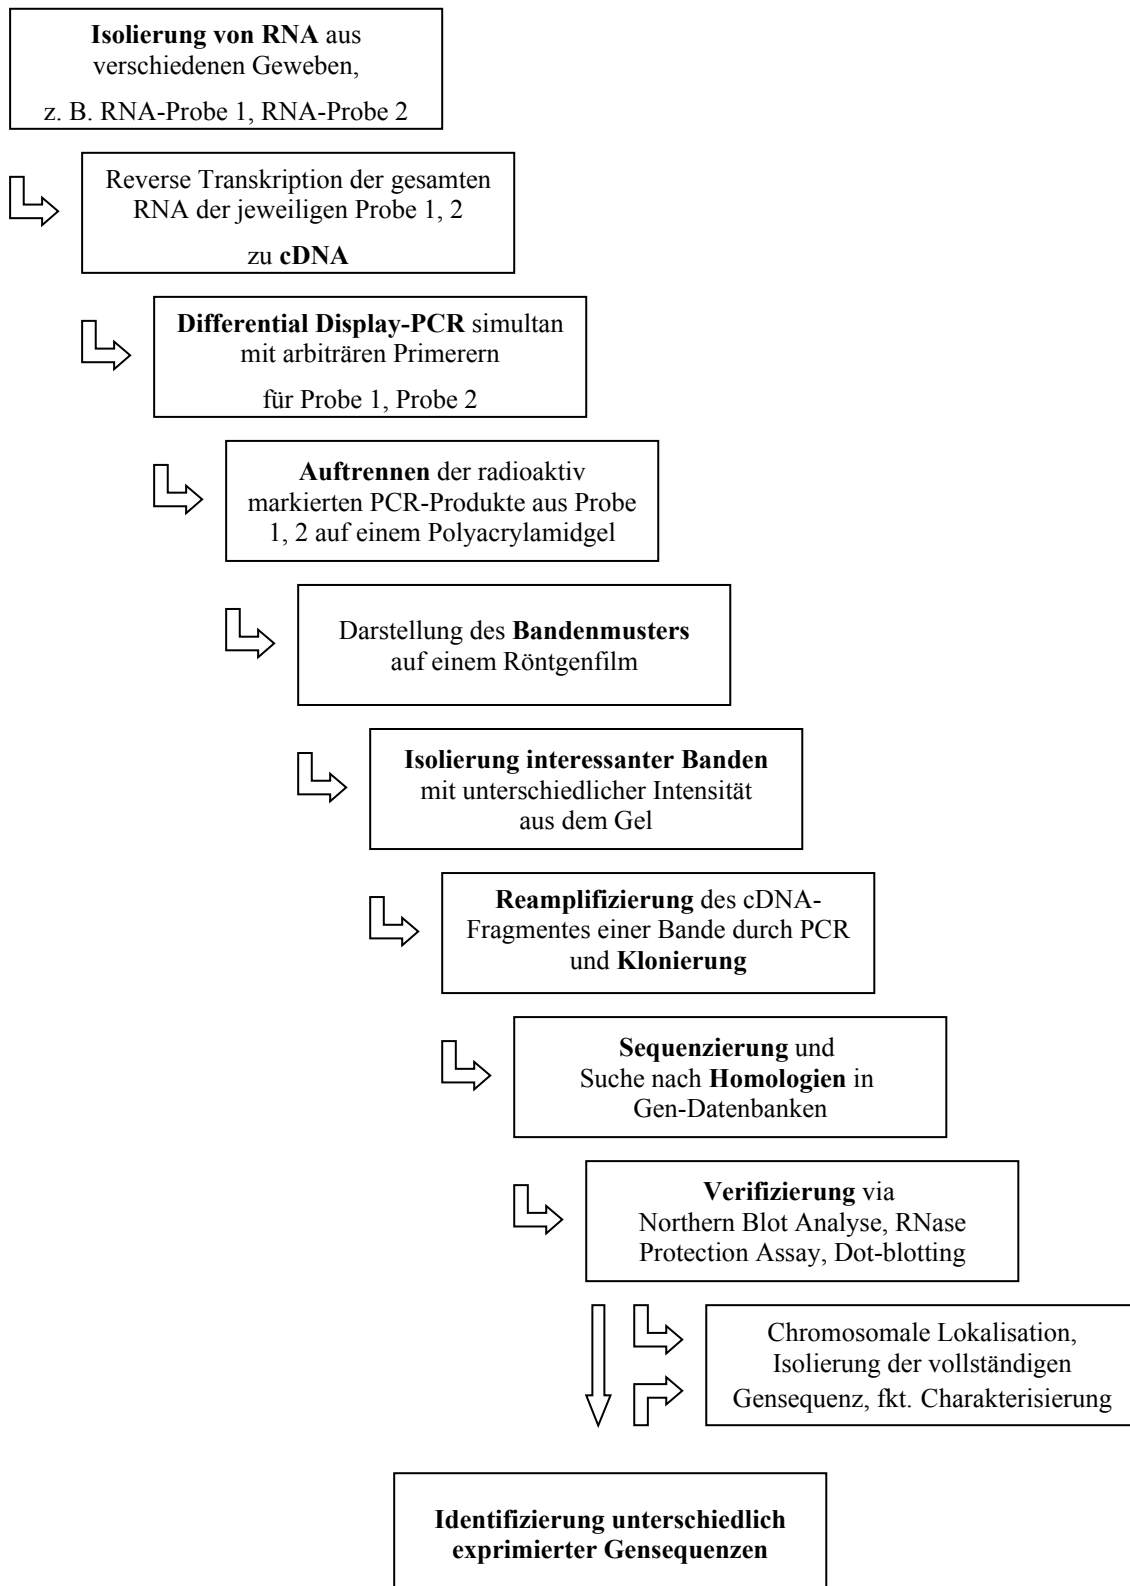 Isolierung von RNA aus
verschiedenen Geweben,
z. B. RNA-Probe 1, RNA-Probe 2
Reverse Transkription der gesamten
RNA der jeweiligen Probe 1, 2
zu cDNA
Differential Display-PCR simultan
mit arbiträren Primerern
für Probe 1, Probe 2
Auftrennen der radioaktiv
markierten PCR-Produkte aus Probe
1, 2 auf einem Polyacrylamidgel
Darstellung des Bandenmusters
auf einem Röntgenfilm
Isolierung interessanter Banden
mit unterschiedlicher Intensität
aus dem Gel
Reamplifizierung des cDNA-
Fragmentes einer Bande durch PCR
und Klonierung
Sequenzierung und
Suche nach Homologien in
Gen-Datenbanken
Verifizierung via
Northern Blot Analyse, RNase
Protection Assay, Dot-blotting
Chromosomale Lokalisation,
Isolierung der vollständigen
Gensequenz, fkt. Charakterisierung
Identifizierung unterschiedlich
exprimierter Gensequenzen